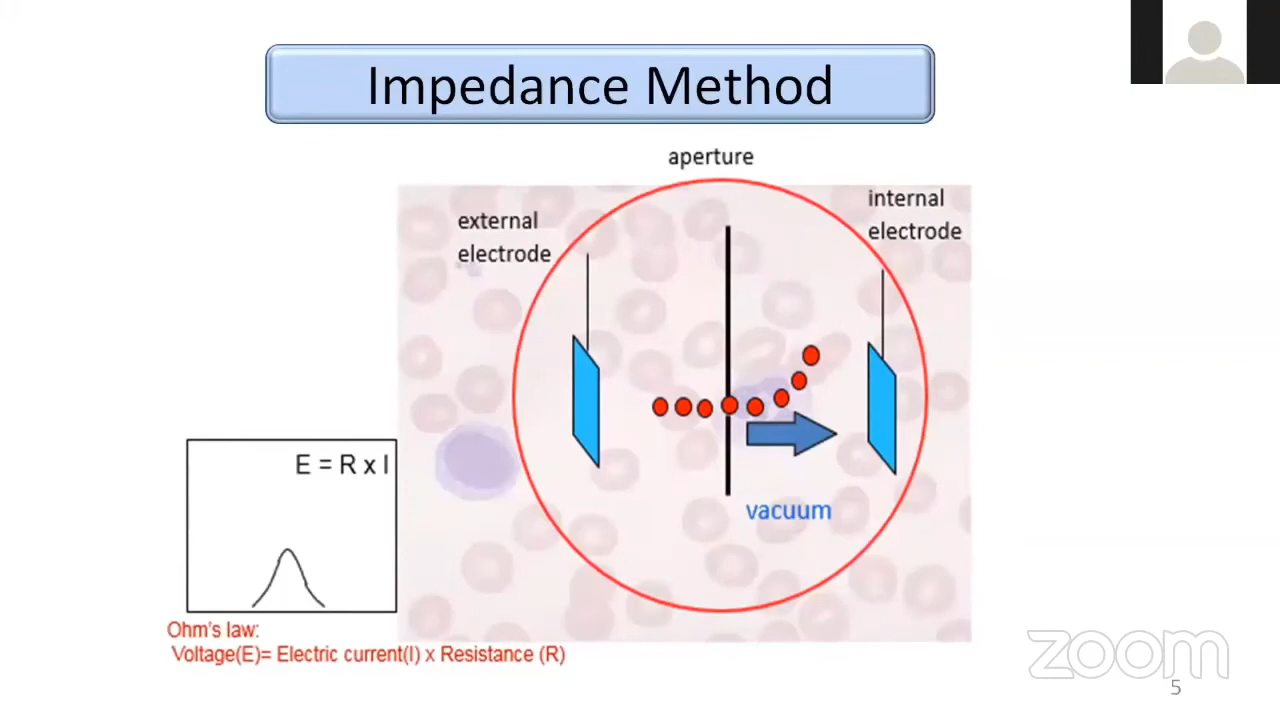 Impedance Method
aperture
external
electrode
internal
electrode
vacuum
E = R x I
Ohm's law:
Voltage(E)= Electric current(I) x Resistance (R)
zoom
5